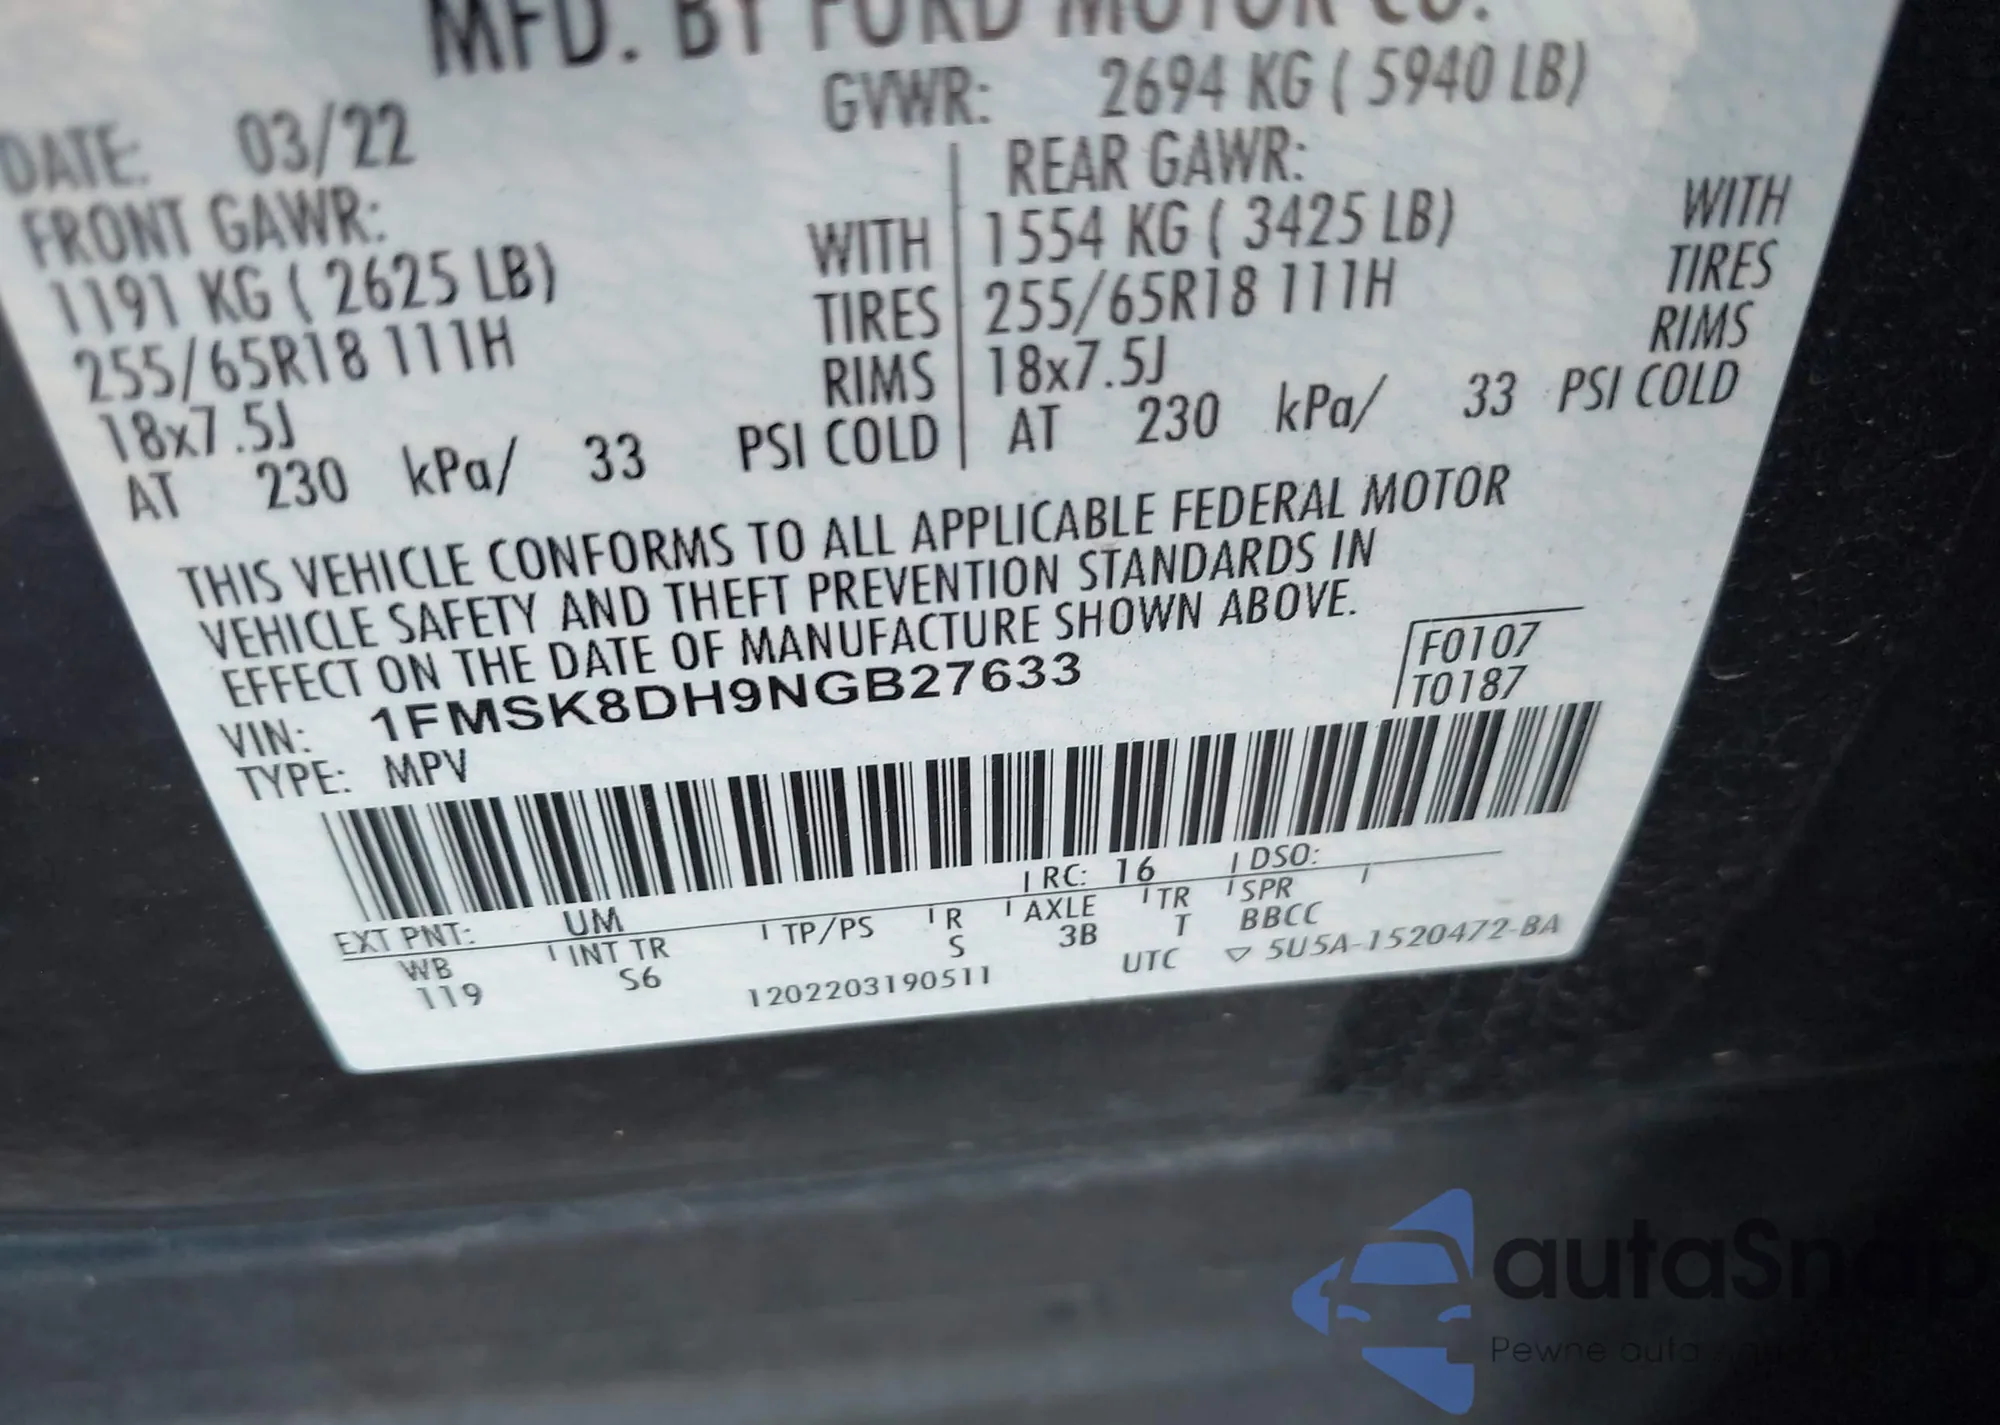 MFD. BY FORD MOTOR CO.
DATE: 03/22 GVWR: 2694 KG ( 5940 LB)
FRONT GAWR: REAR GAWR:
1191 KG ( 2625 LB) WITH 1554 KG ( 3425 LB) WITH
255/65R18 111H TIRES 255/65R18 111H TIRES
18x7.5J RIMS 18x7.5J RIMS
AT 230 kPa/ 33 PSI COLD AT 230 kPa/ 33 PSI COLD
THIS VEHICLE CONFORMS TO ALL APPLICABLE FEDERAL MOTOR
VEHICLE SAFETY AND THEFT PREVENTION STANDARDS IN
EFFECT ON THE DATE OF MANUFACTURE SHOWN ABOVE.
VIN: 1FMSK8DH9NGB27633
TYPE: MPV
F0107
T0187
EXT PNT: UM RC: 16 DSO:
WB INT TR TP/PS R AXLE TR SPR
119 S6 S 3B T BBCC
1202203190511 UTC ▽ 5U5A-1520472-BA
autaSnap
Pewne auta